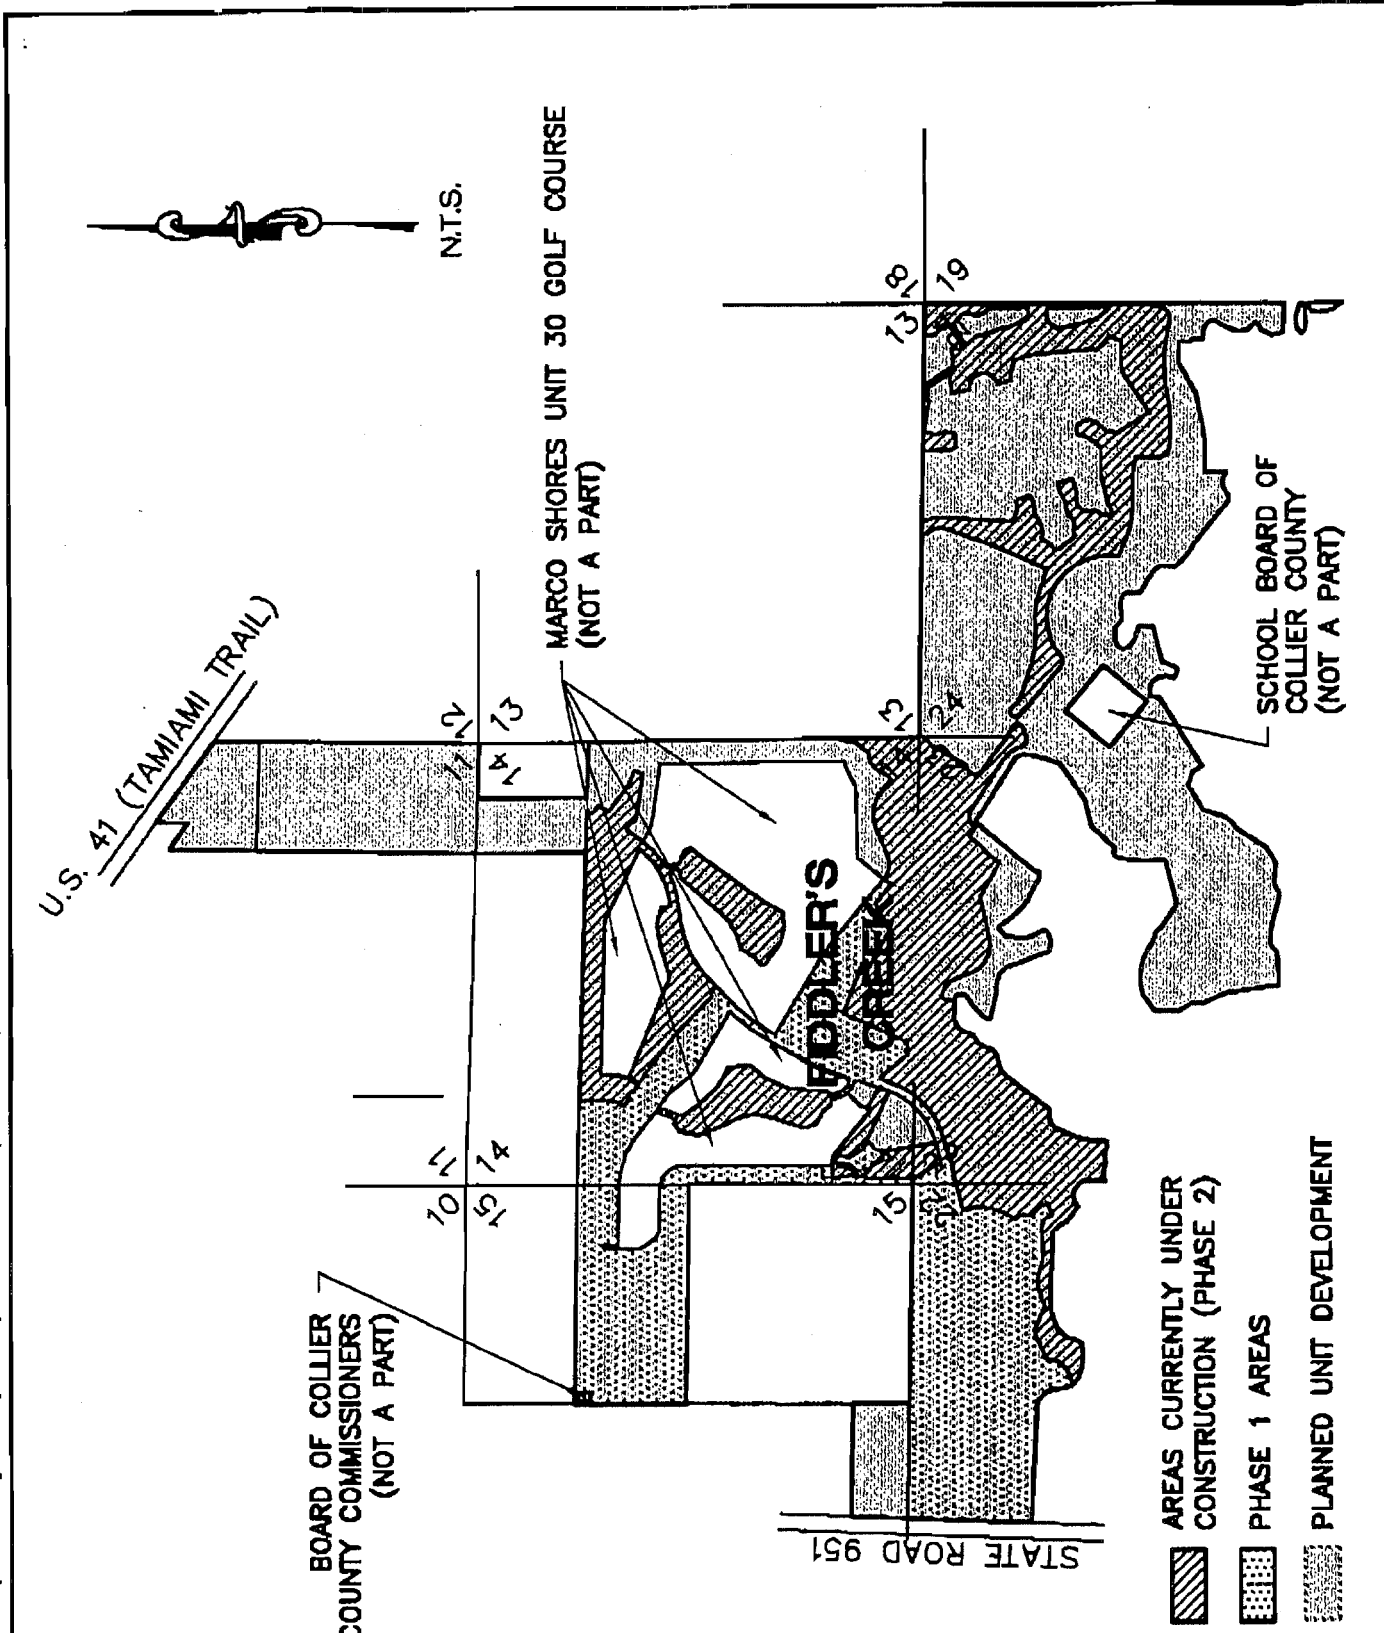 N.T.S.
MARCO SHORES UNIT 30 GOLF COURSE
(NOT A PART)
U.S. 41 (TAMIAMI TRAIL)
BOARD OF COLLIER
COUNTY COMMISSIONERS
(NOT A PART)
10 11
15 14
11 12
14 13
13 18
19
13
24
15
22
FIDDLER'S
CREEK
SCHOOL BOARD OF
COLLIER COUNTY
(NOT A PART)
STATE ROAD 951
AREAS CURRENTLY UNDER
CONSTRUCTION (PHASE 2)
PHASE 1 AREAS
PLANNED UNIT DEVELOPMENT